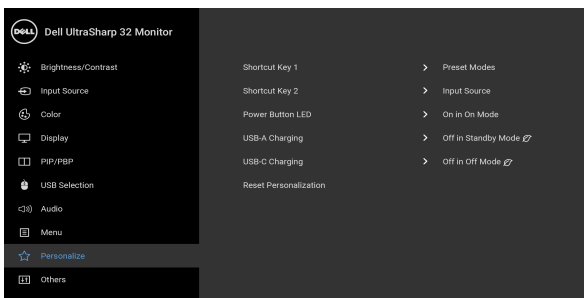 DELL Dell UltraSharp 32 Monitor
Brightness/Contrast
Input Source
Color
Display
PIP/PBP
USB Selection
Audio
Menu
Personalize
Others
Shortcut Key 1 > Preset Modes
Shortcut Key 2 > Input Source
Power Button LED > On in On Mode
USB-A Charging > Off in Standby Mode
USB-C Charging > Off in Off Mode
Reset Personalization